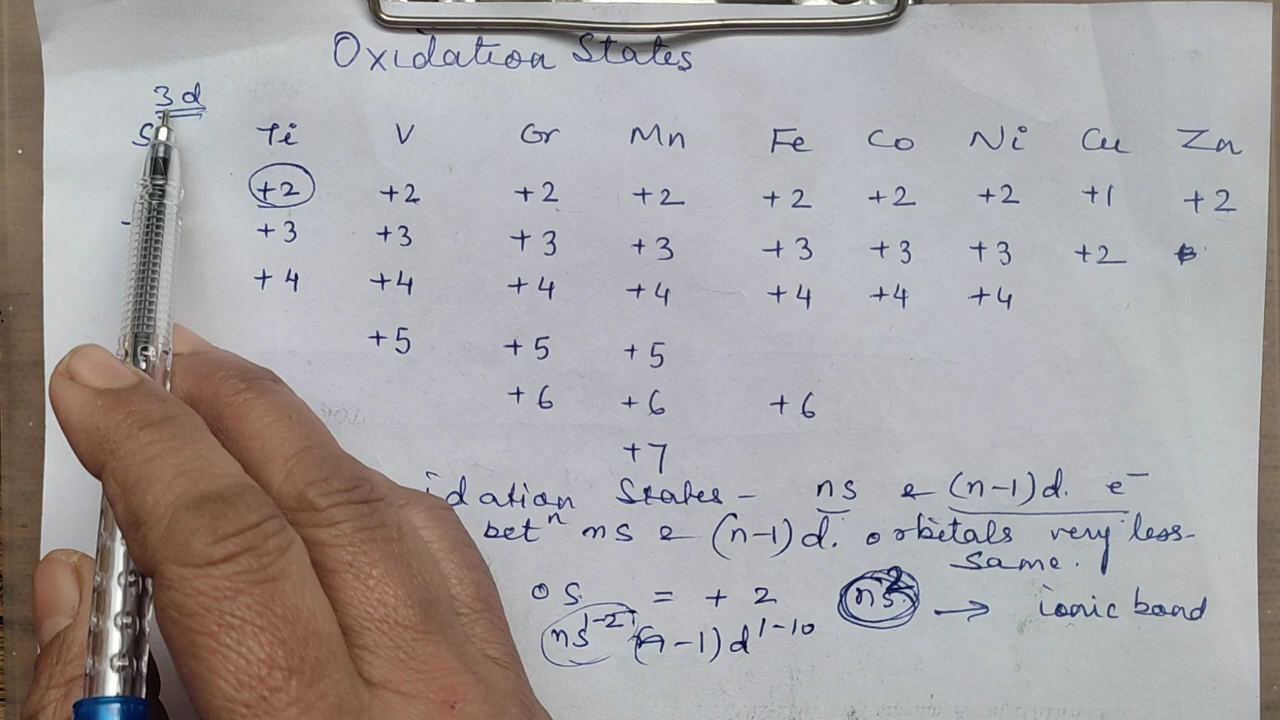 Oxidation States
3d
S Ti V Cr Mn Fe Co Ni Cu Zn
+2 +2 +2 +2 +2 +2 +2 +1 +2
+3 +3 +3 +3 +3 +3 +3 +2
+4 +4 +4 +4 +4 +4 +4
+5 +5 +5
+6 +6 +6
+7
idation States - ns & (n-1)d. e⁻
betⁿ ns & (n-1)d. orbitals very less-
same.
OS = +2 ns² → ionic bond
ns¹⁻² (n-1)d¹⁻¹⁰